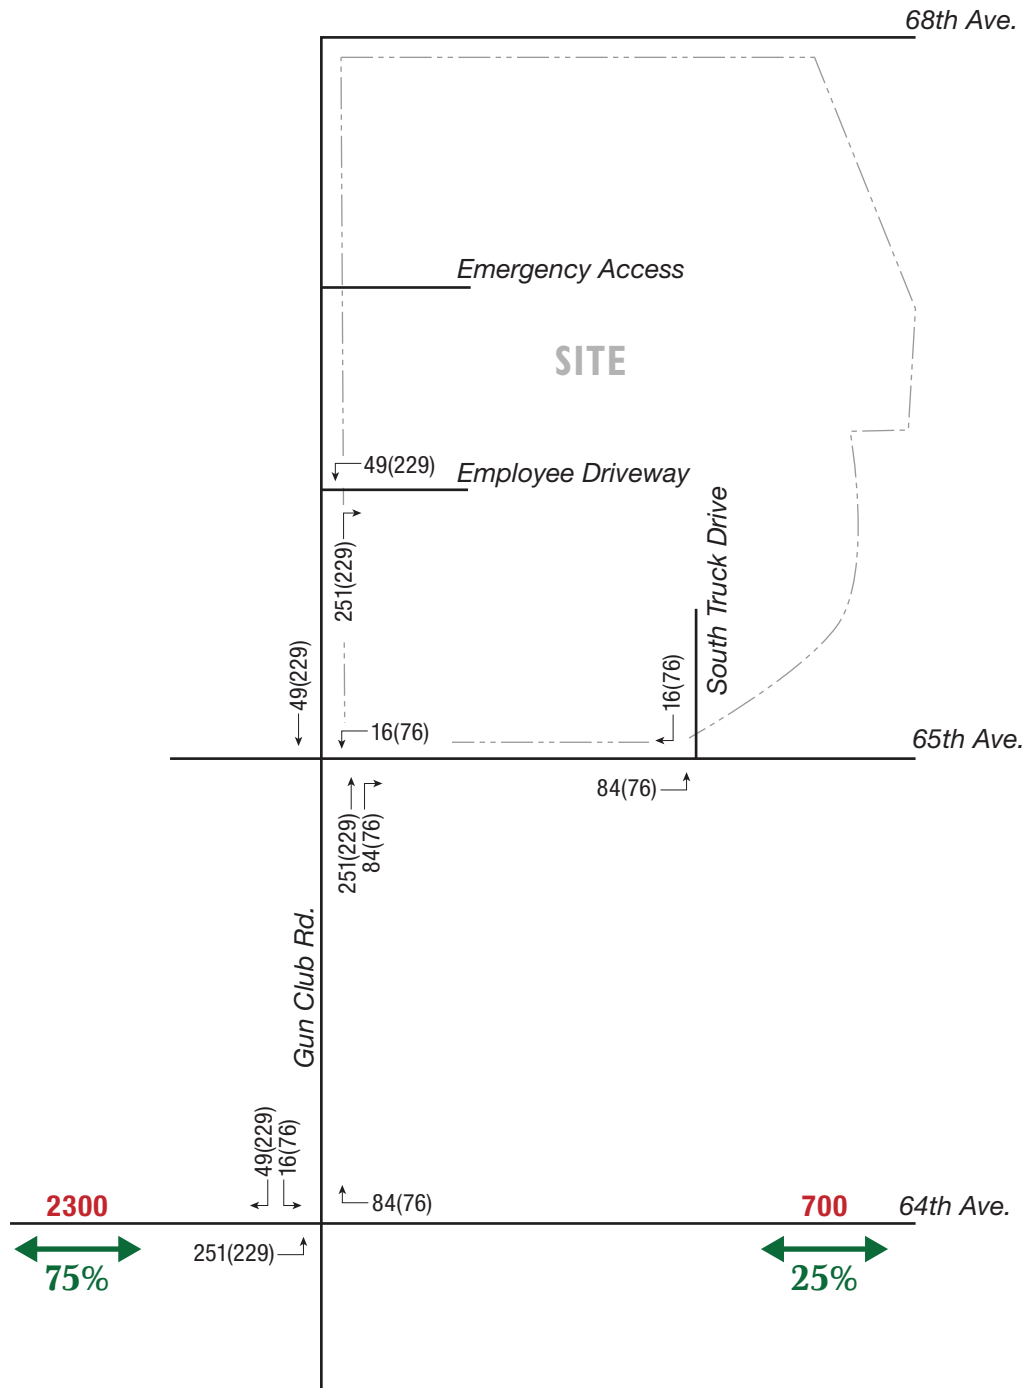 68th Ave.
Emergency Access
SITE
49(229)
Employee Driveway
251(229)
South Truck Drive
49(229)
16(76)
16(76)
65th Ave.
84(76)
251(229)
84(76)
Gun Club Rd.
49(229)
16(76)
84(76)
2300
700
64th Ave.
251(229)
75%
25%